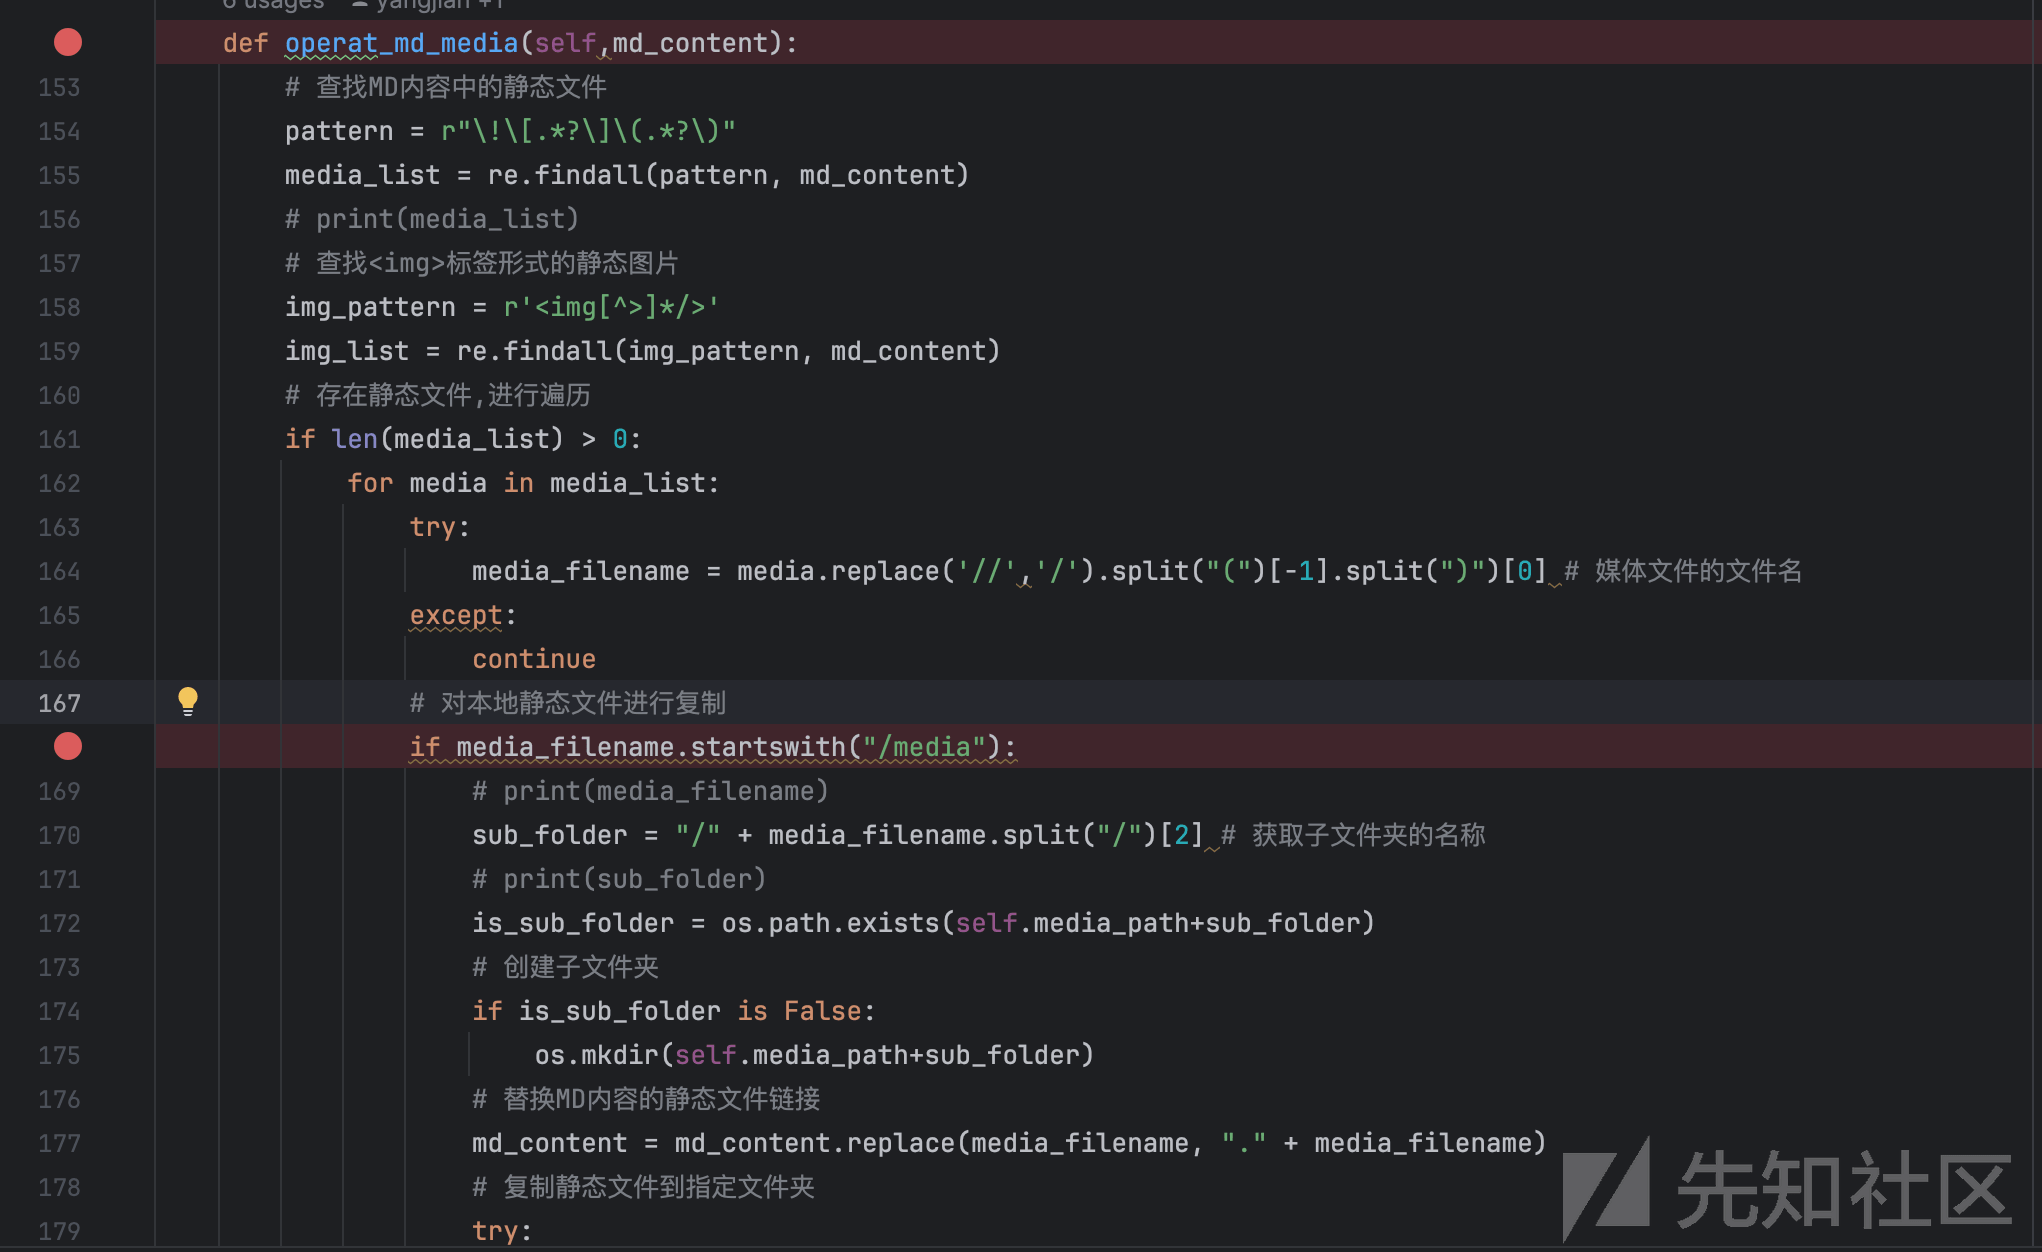 6 usages yangjian +1
def operat_md_media(self,md_content):
153 # 查找MD内容中的静态文件
154 pattern = r"\!\[.*?\]\(.*?\)"
155 media_list = re.findall(pattern, md_content)
156 # print(media_list)
157 # 查找<img>标签形式的静态图片
158 img_pattern = r'<img[^>]*/>'
159 img_list = re.findall(img_pattern, md_content)
160 # 存在静态文件,进行遍历
161 if len(media_list) > 0:
162 for media in media_list:
163 try:
164 media_filename = media.replace('//','/').split("(")[-1].split(")")[0] # 媒体文件的文件名
165 except:
166 continue
167 # 对本地静态文件进行复制
if media_filename.startswith("/media"):
169 # print(media_filename)
170 sub_folder = "/" + media_filename.split("/")[2] # 获取子文件夹的名称
171 # print(sub_folder)
172 is_sub_folder = os.path.exists(self.media_path+sub_folder)
173 # 创建子文件夹
174 if is_sub_folder is False:
175 os.mkdir(self.media_path+sub_folder)
176 # 替换MD内容的静态文件链接
177 md_content = md_content.replace(media_filename, "." + media_filename)
178 # 复制静态文件到指定文件夹
179 try:
先知社区